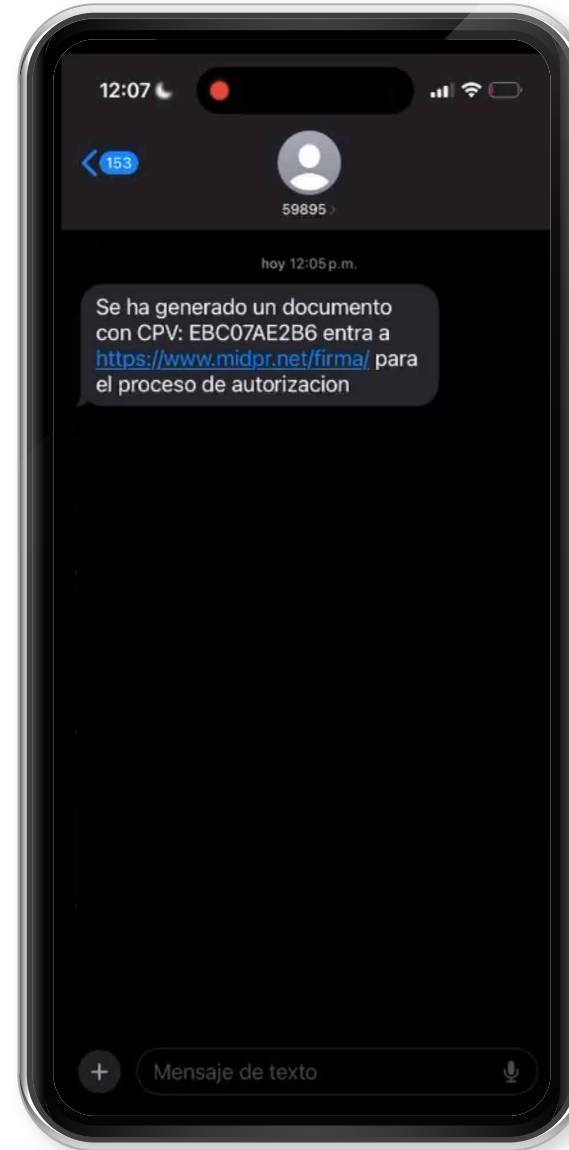 12:07
153
59895
hoy 12:05 p.m.
Se ha generado un documento
con CPV: EBC07AE2B6 entra a
https://www.midpr.net/firma/ para
el proceso de autorizacion
Mensaje de texto